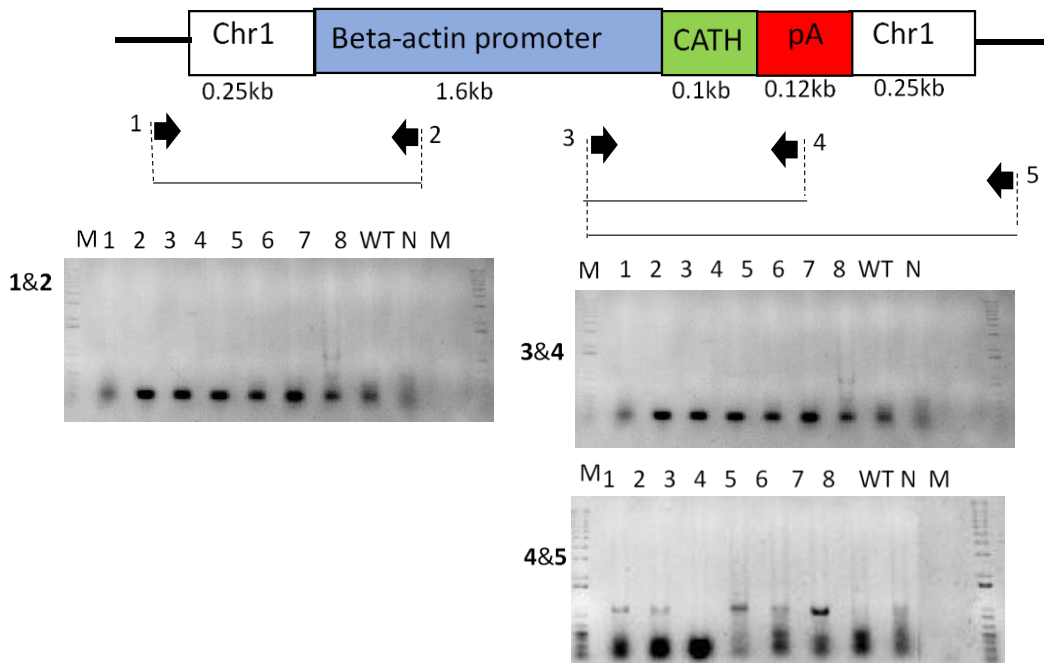 Chr1 Beta-actin promoter CATH pA Chr1
0.25kb 1.6kb 0.1kb 0.12kb 0.25kb
1 2 3 4 5
M 1 2 3 4 5 6 7 8 WT N M
1&2
M 1 2 3 4 5 6 7 8 WT N
3&4
M 1 2 3 4 5 6 7 8 WT N M
4&5